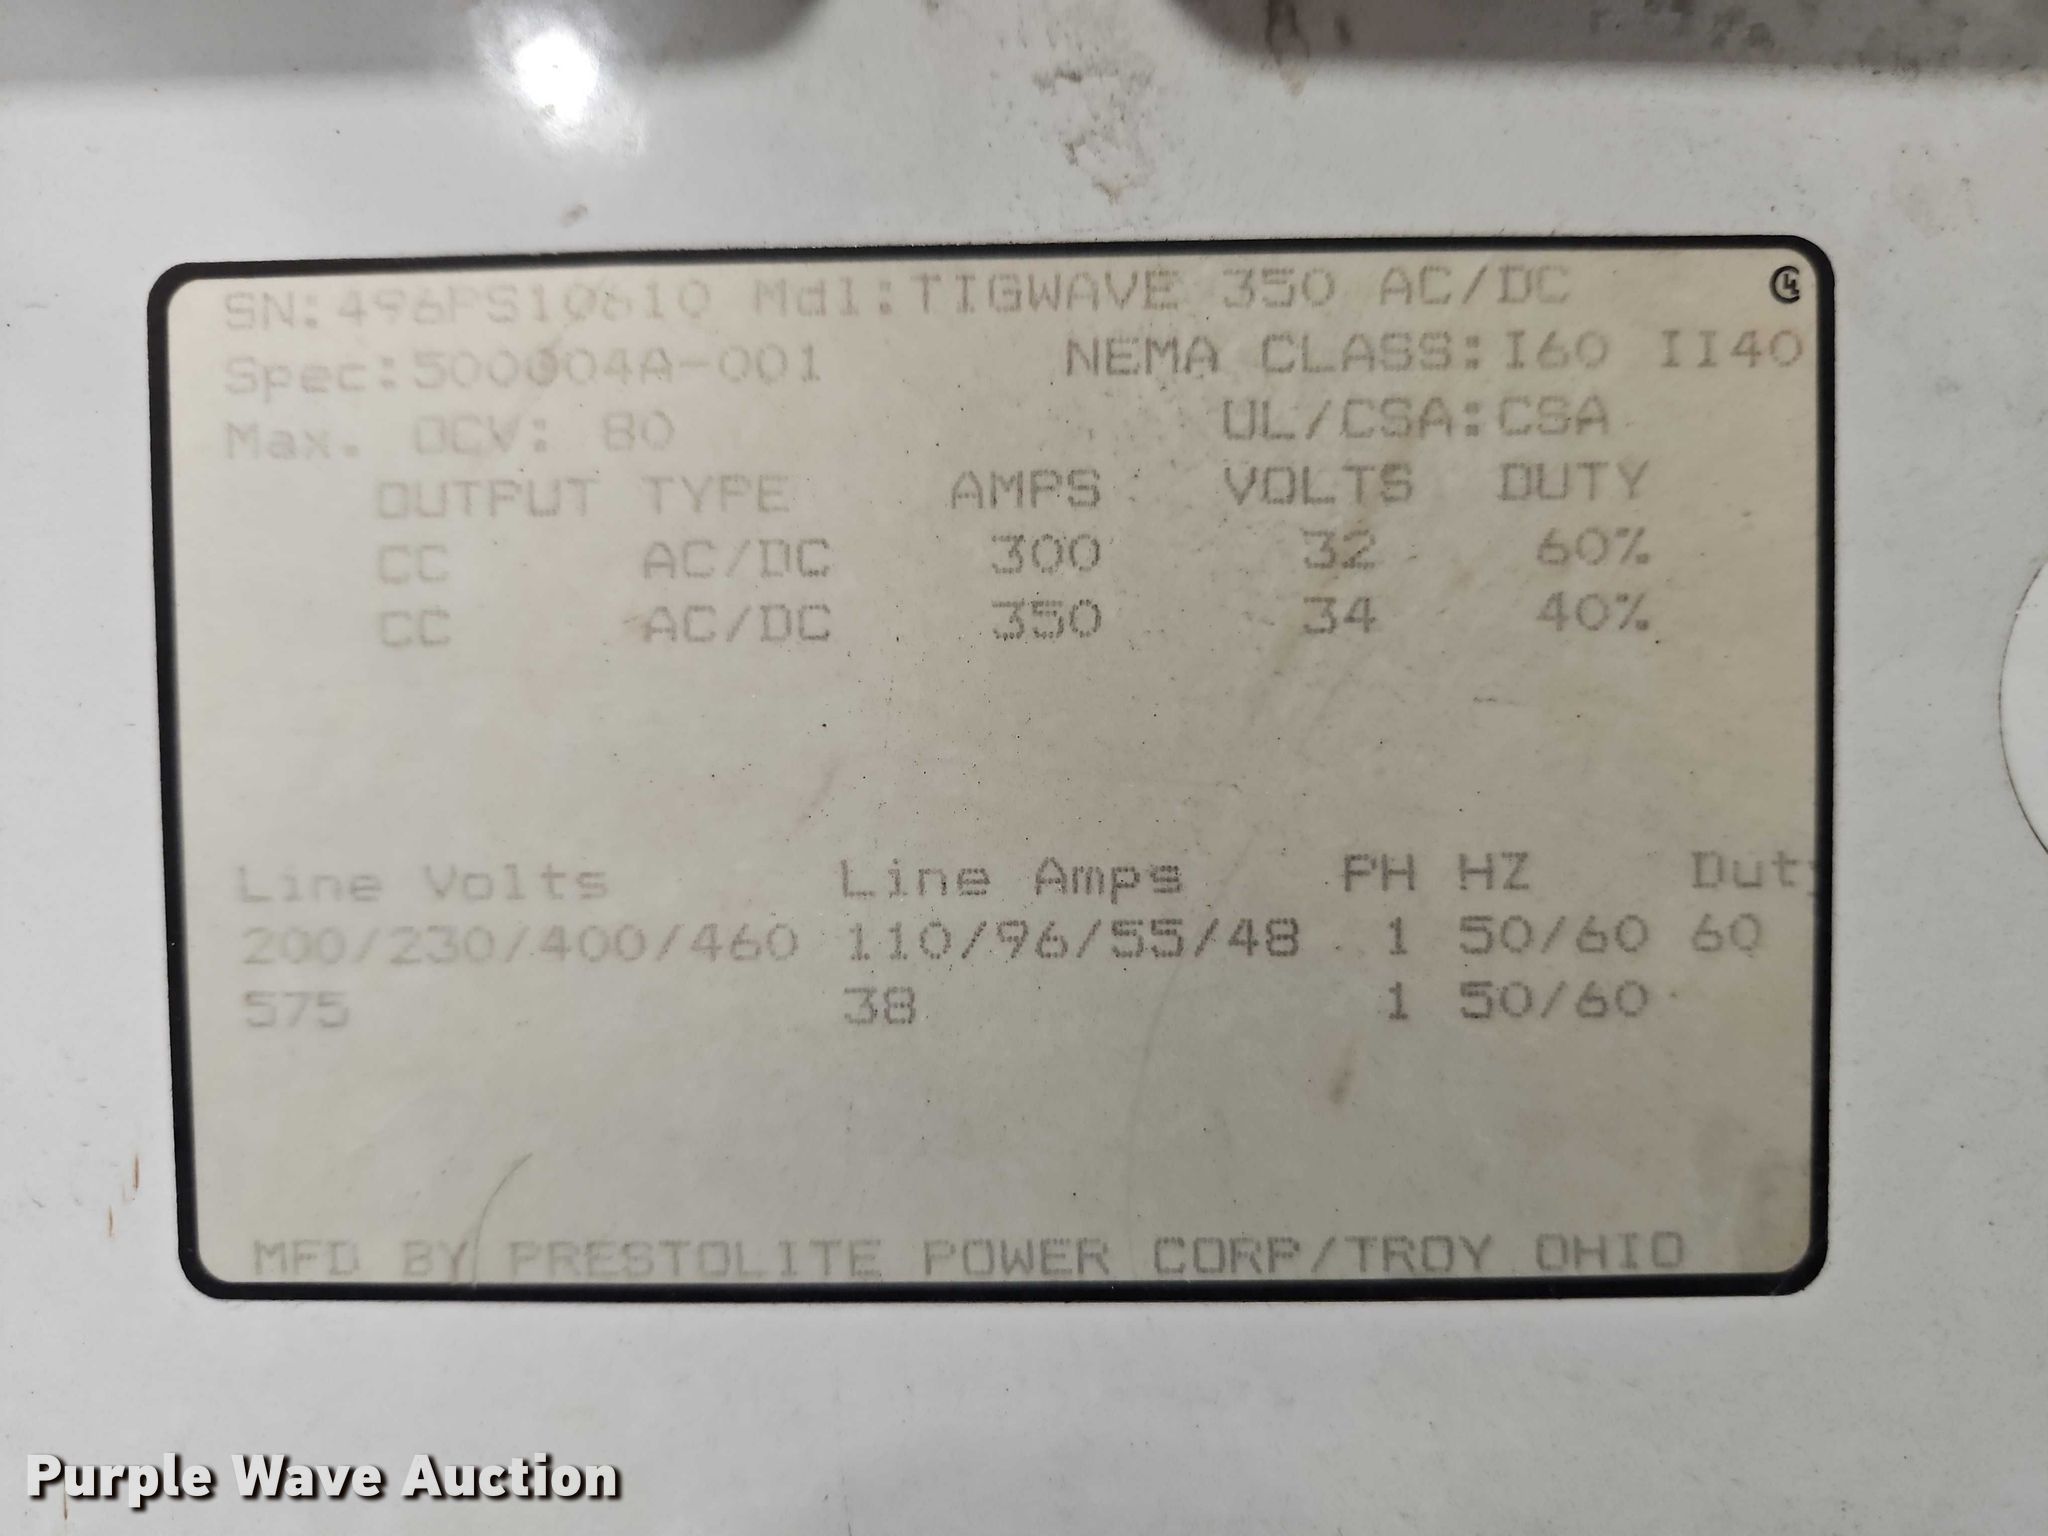 SN:496PS10610 Mdl:TIGWAVE 350 AC/DC
Spec:500004A-001 NEMA CLASS:I60 II40
Max. OCV: 80 UL/CSA:CSA
OUTPUT TYPE AMPS VOLTS DUTY
CC AC/DC 300 32 60%
CC AC/DC 350 34 40%
Line Volts Line Amps PH HZ Duty
200/230/400/460 110/96/55/48 1 50/60 60
575 38 1 50/60
MFD BY PRESTOLITE POWER CORP/TROY OHIO
Purple Wave Auction